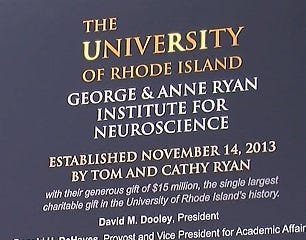 THE
UNIVERSITY
OF RHODE ISLAND
GEORGE & ANNE RYAN
INSTITUTE FOR
NEUROSCIENCE
ESTABLISHED NOVEMBER 14, 2013
BY TOM AND CATHY RYAN
with their generous gift of $15 million, the single largest
charitable gift in the University of Rhode Island's history.
David M. Dooley, President
DeHayes, Provost and Vice President for Academic Affair